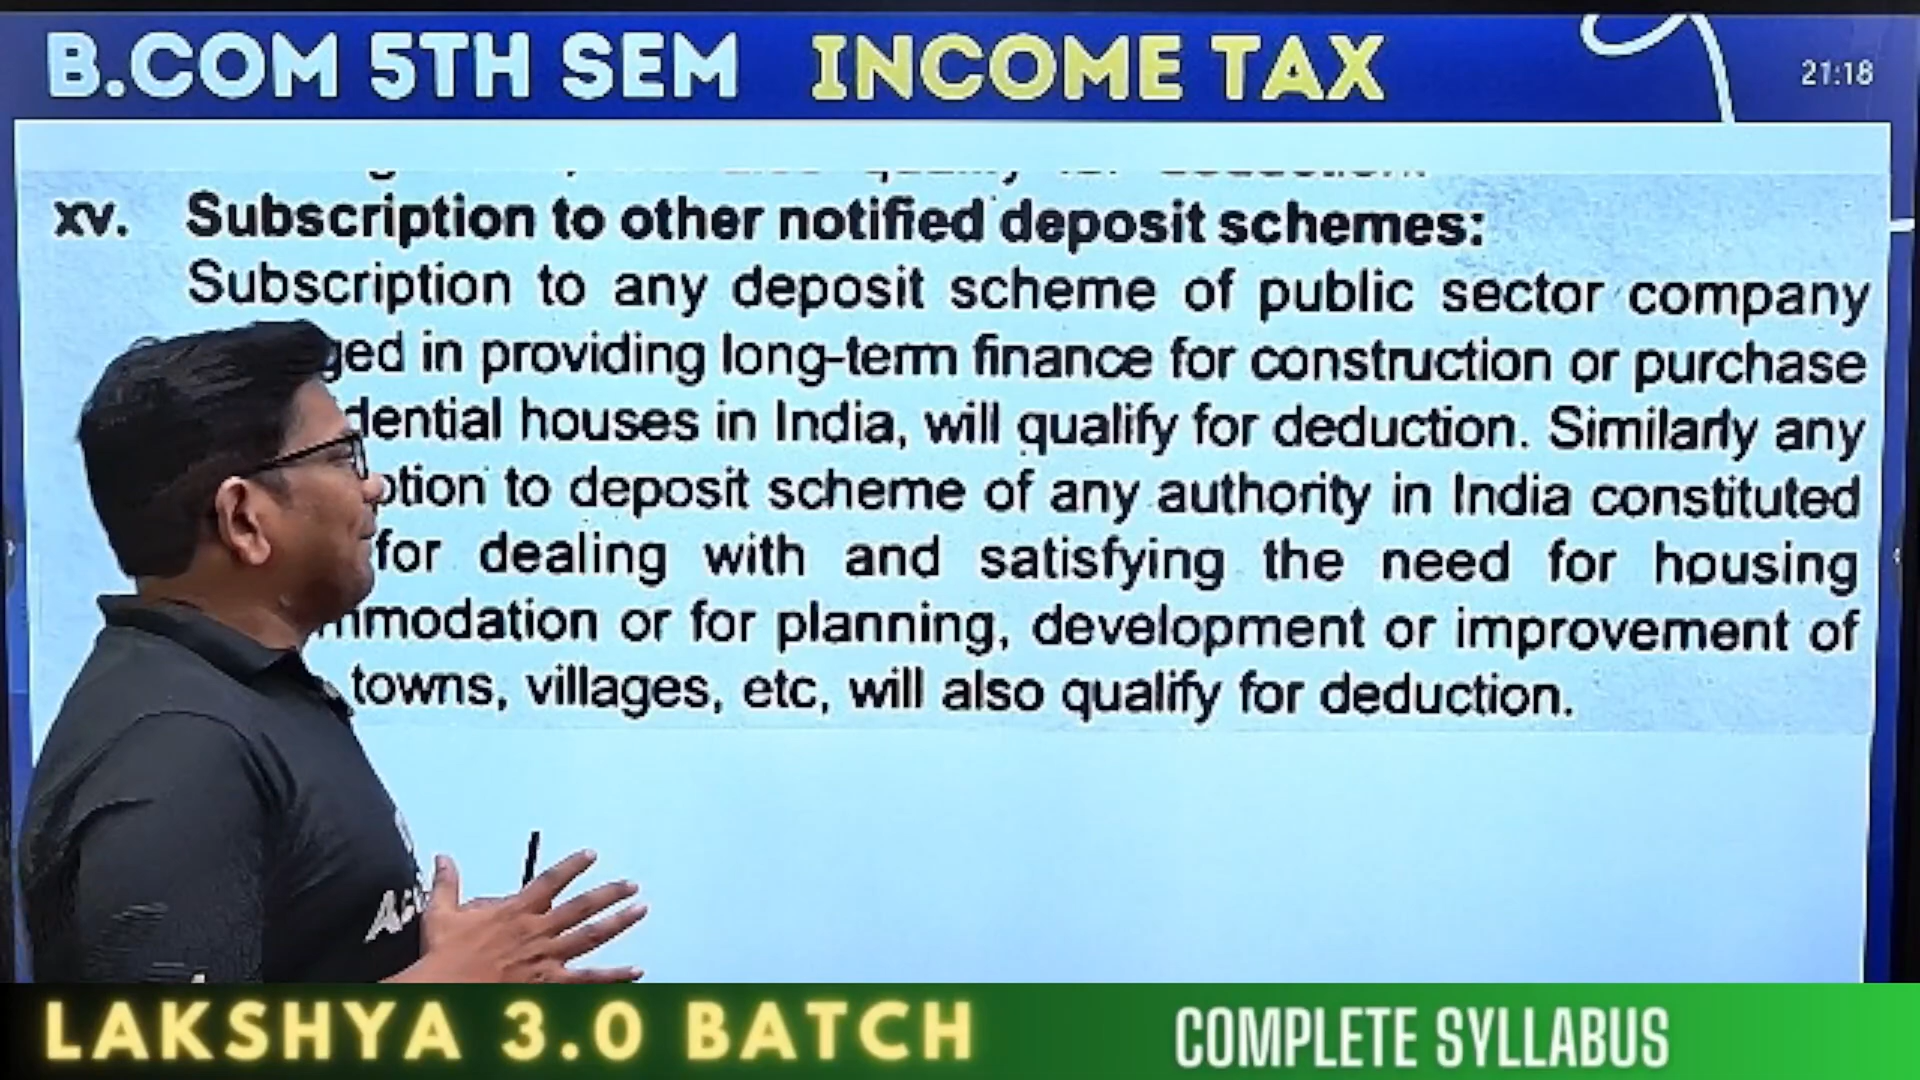 B.COM 5TH SEM INCOME TAX
21:18
xv. Subscription to other notified deposit schemes:
Subscription to any deposit scheme of public sector company
in providing long-term finance for construction or purchase
houses in India, will qualify for deduction. Similarly any
to deposit scheme of any authority in India constituted
for dealing with and satisfying the need for housing
or for planning, development or improvement of
towns, villages, etc, will also qualify for deduction.
LAKSHYA 3.0 BATCH
COMPLETE SYLLABUS